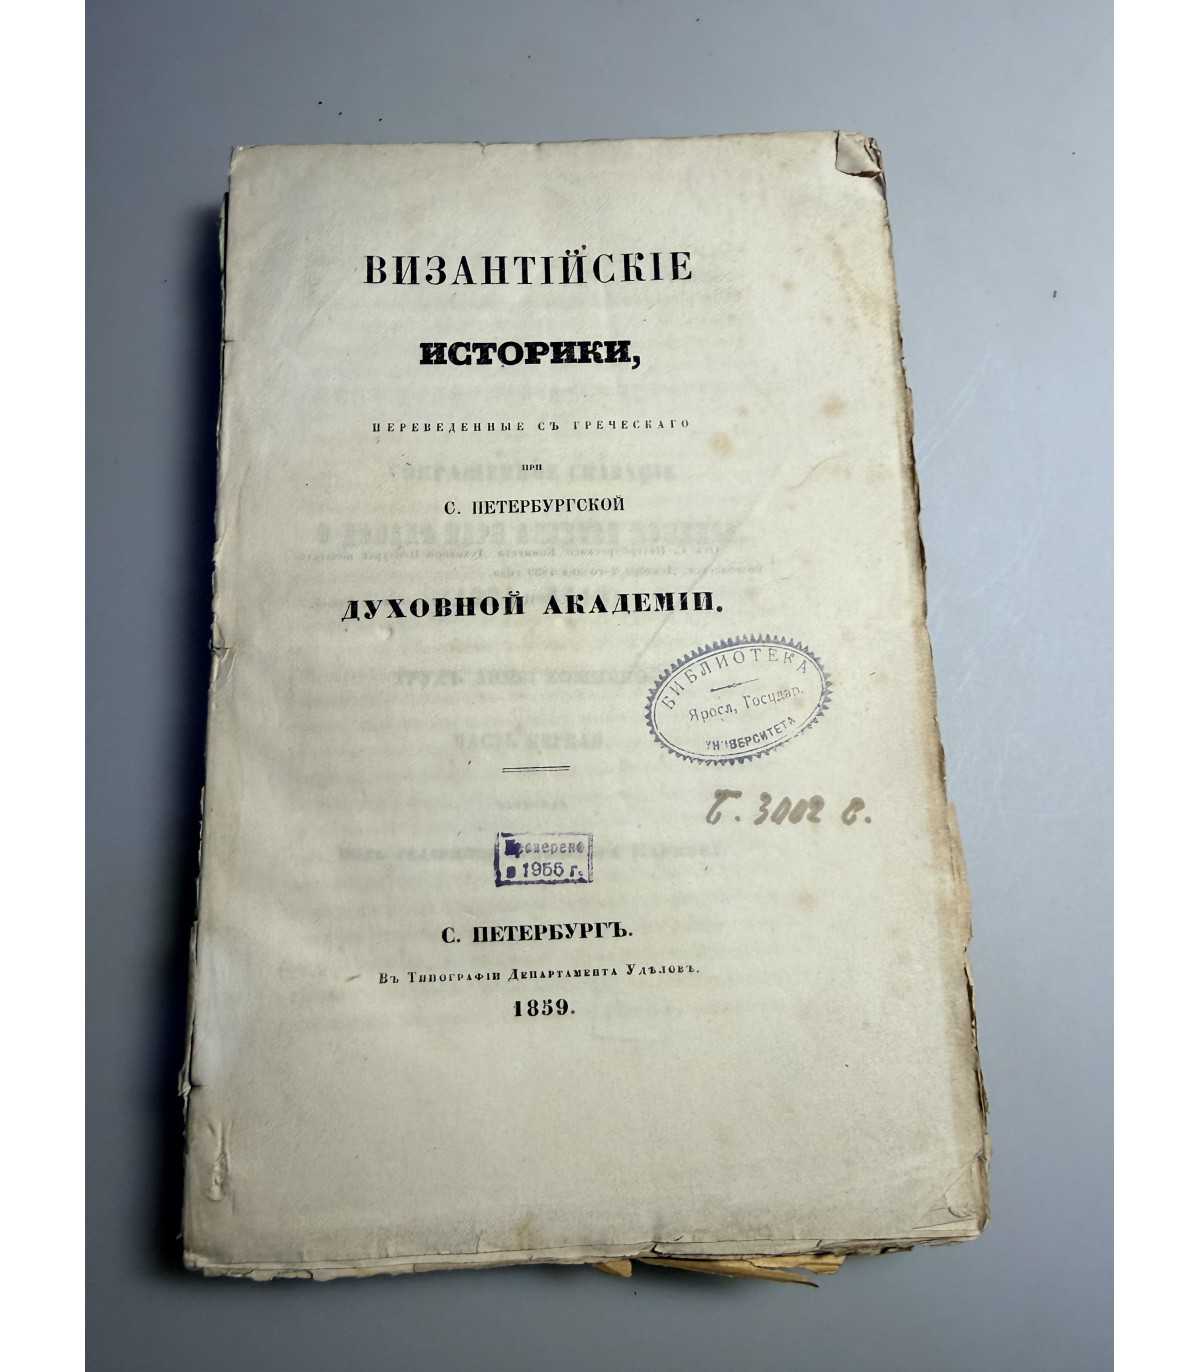 ВИЗАНТІЙСКІЕ
ИСТОРИКИ,
ПЕРЕВЕДЕННЫЕ СЪ ГРЕЧЕСКАГО
ПРИ
С. ПЕТЕРБУРГСКОЙ
ДУХОВНОЙ АКАДЕМІИ.
БИБЛИОТЕКА
Яросл. Государ.
УНИВЕРСИТЕТА
Б. 3002 в.
Проверено
в 1955 г.
С. ПЕТЕРБУРГЪ.
Въ Типографіи Департамента Удѣловъ.
1859.